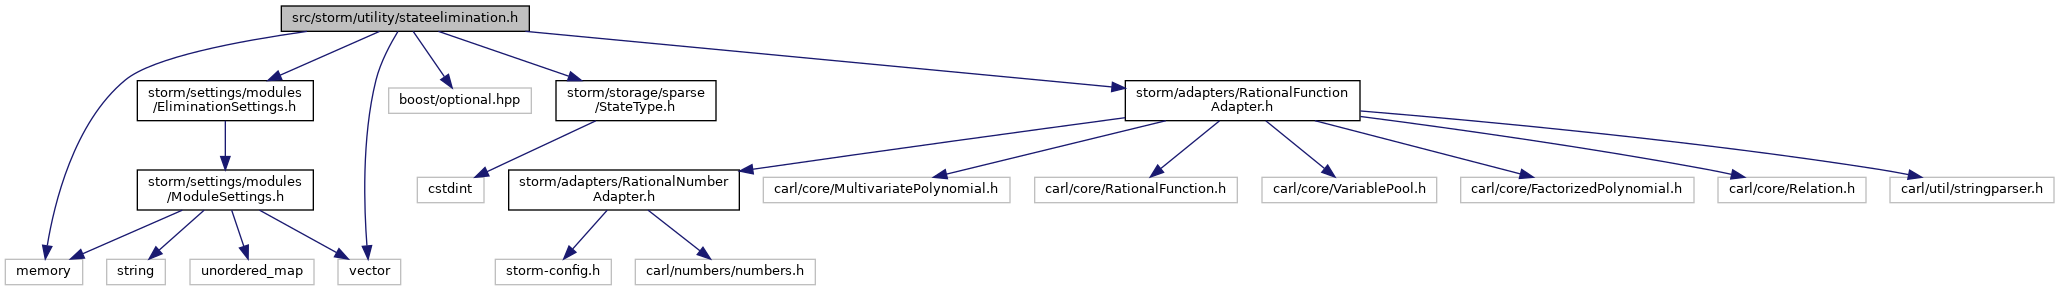 src/storm/utility/stateelimination.h
storm/settings/modules
/EliminationSettings.h
boost/optional.hpp
storm/storage/sparse
/StateType.h
storm/adapters/RationalFunction
Adapter.h
storm/settings/modules
/ModuleSettings.h
cstdint
storm/adapters/RationalNumber
Adapter.h
carl/core/MultivariatePolynomial.h
carl/core/RationalFunction.h
carl/core/VariablePool.h
carl/core/FactorizedPolynomial.h
carl/core/Relation.h
carl/util/stringparser.h
memory
string
unordered_map
vector
storm-config.h
carl/numbers/numbers.h